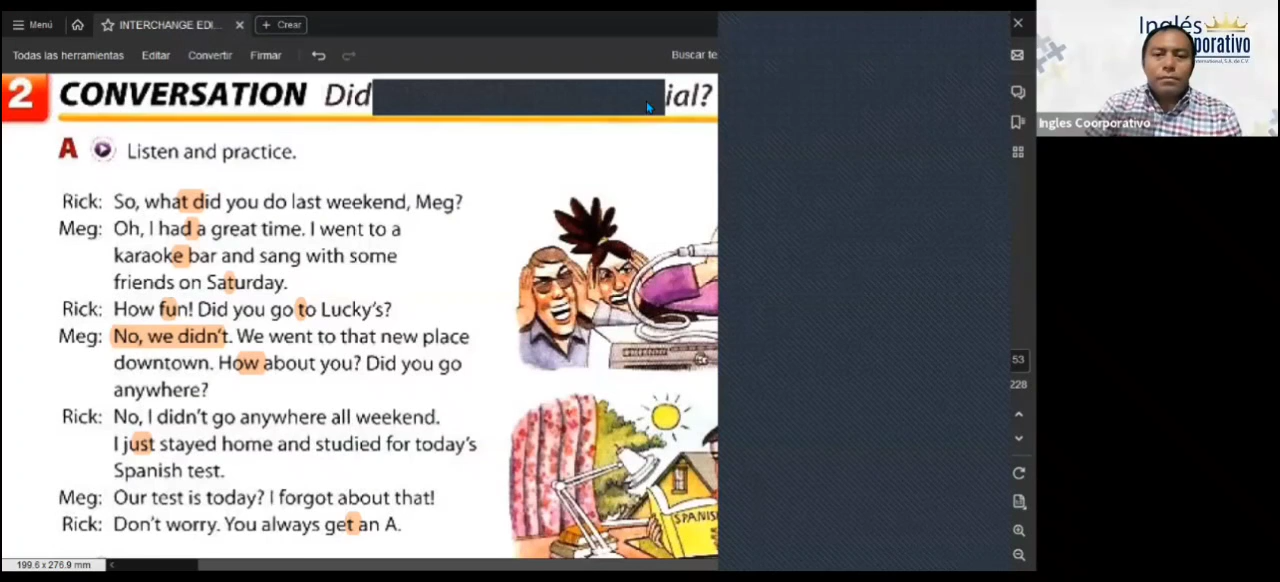 Menú
INTERCHANGE EDI...
Crear
Todas las herramientas Editar Convertir Firmar
Buscar te
2 CONVERSATION Did
ial?
A Listen and practice.
Rick: So, what did you do last weekend, Meg?
Meg: Oh, I had a great time. I went to a
karaoke bar and sang with some
friends on Saturday.
Rick: How fun! Did you go to Lucky's?
Meg: No, we didn't. We went to that new place
downtown. How about you? Did you go
anywhere?
Rick: No, I didn't go anywhere all weekend.
I just stayed home and studied for today's
Spanish test.
Meg: Our test is today? I forgot about that!
Rick: Don't worry. You always get an A.
SPANIS
199.6 x 276.9 mm
53
228
Inglés
porativo
Ingles Coorporativo